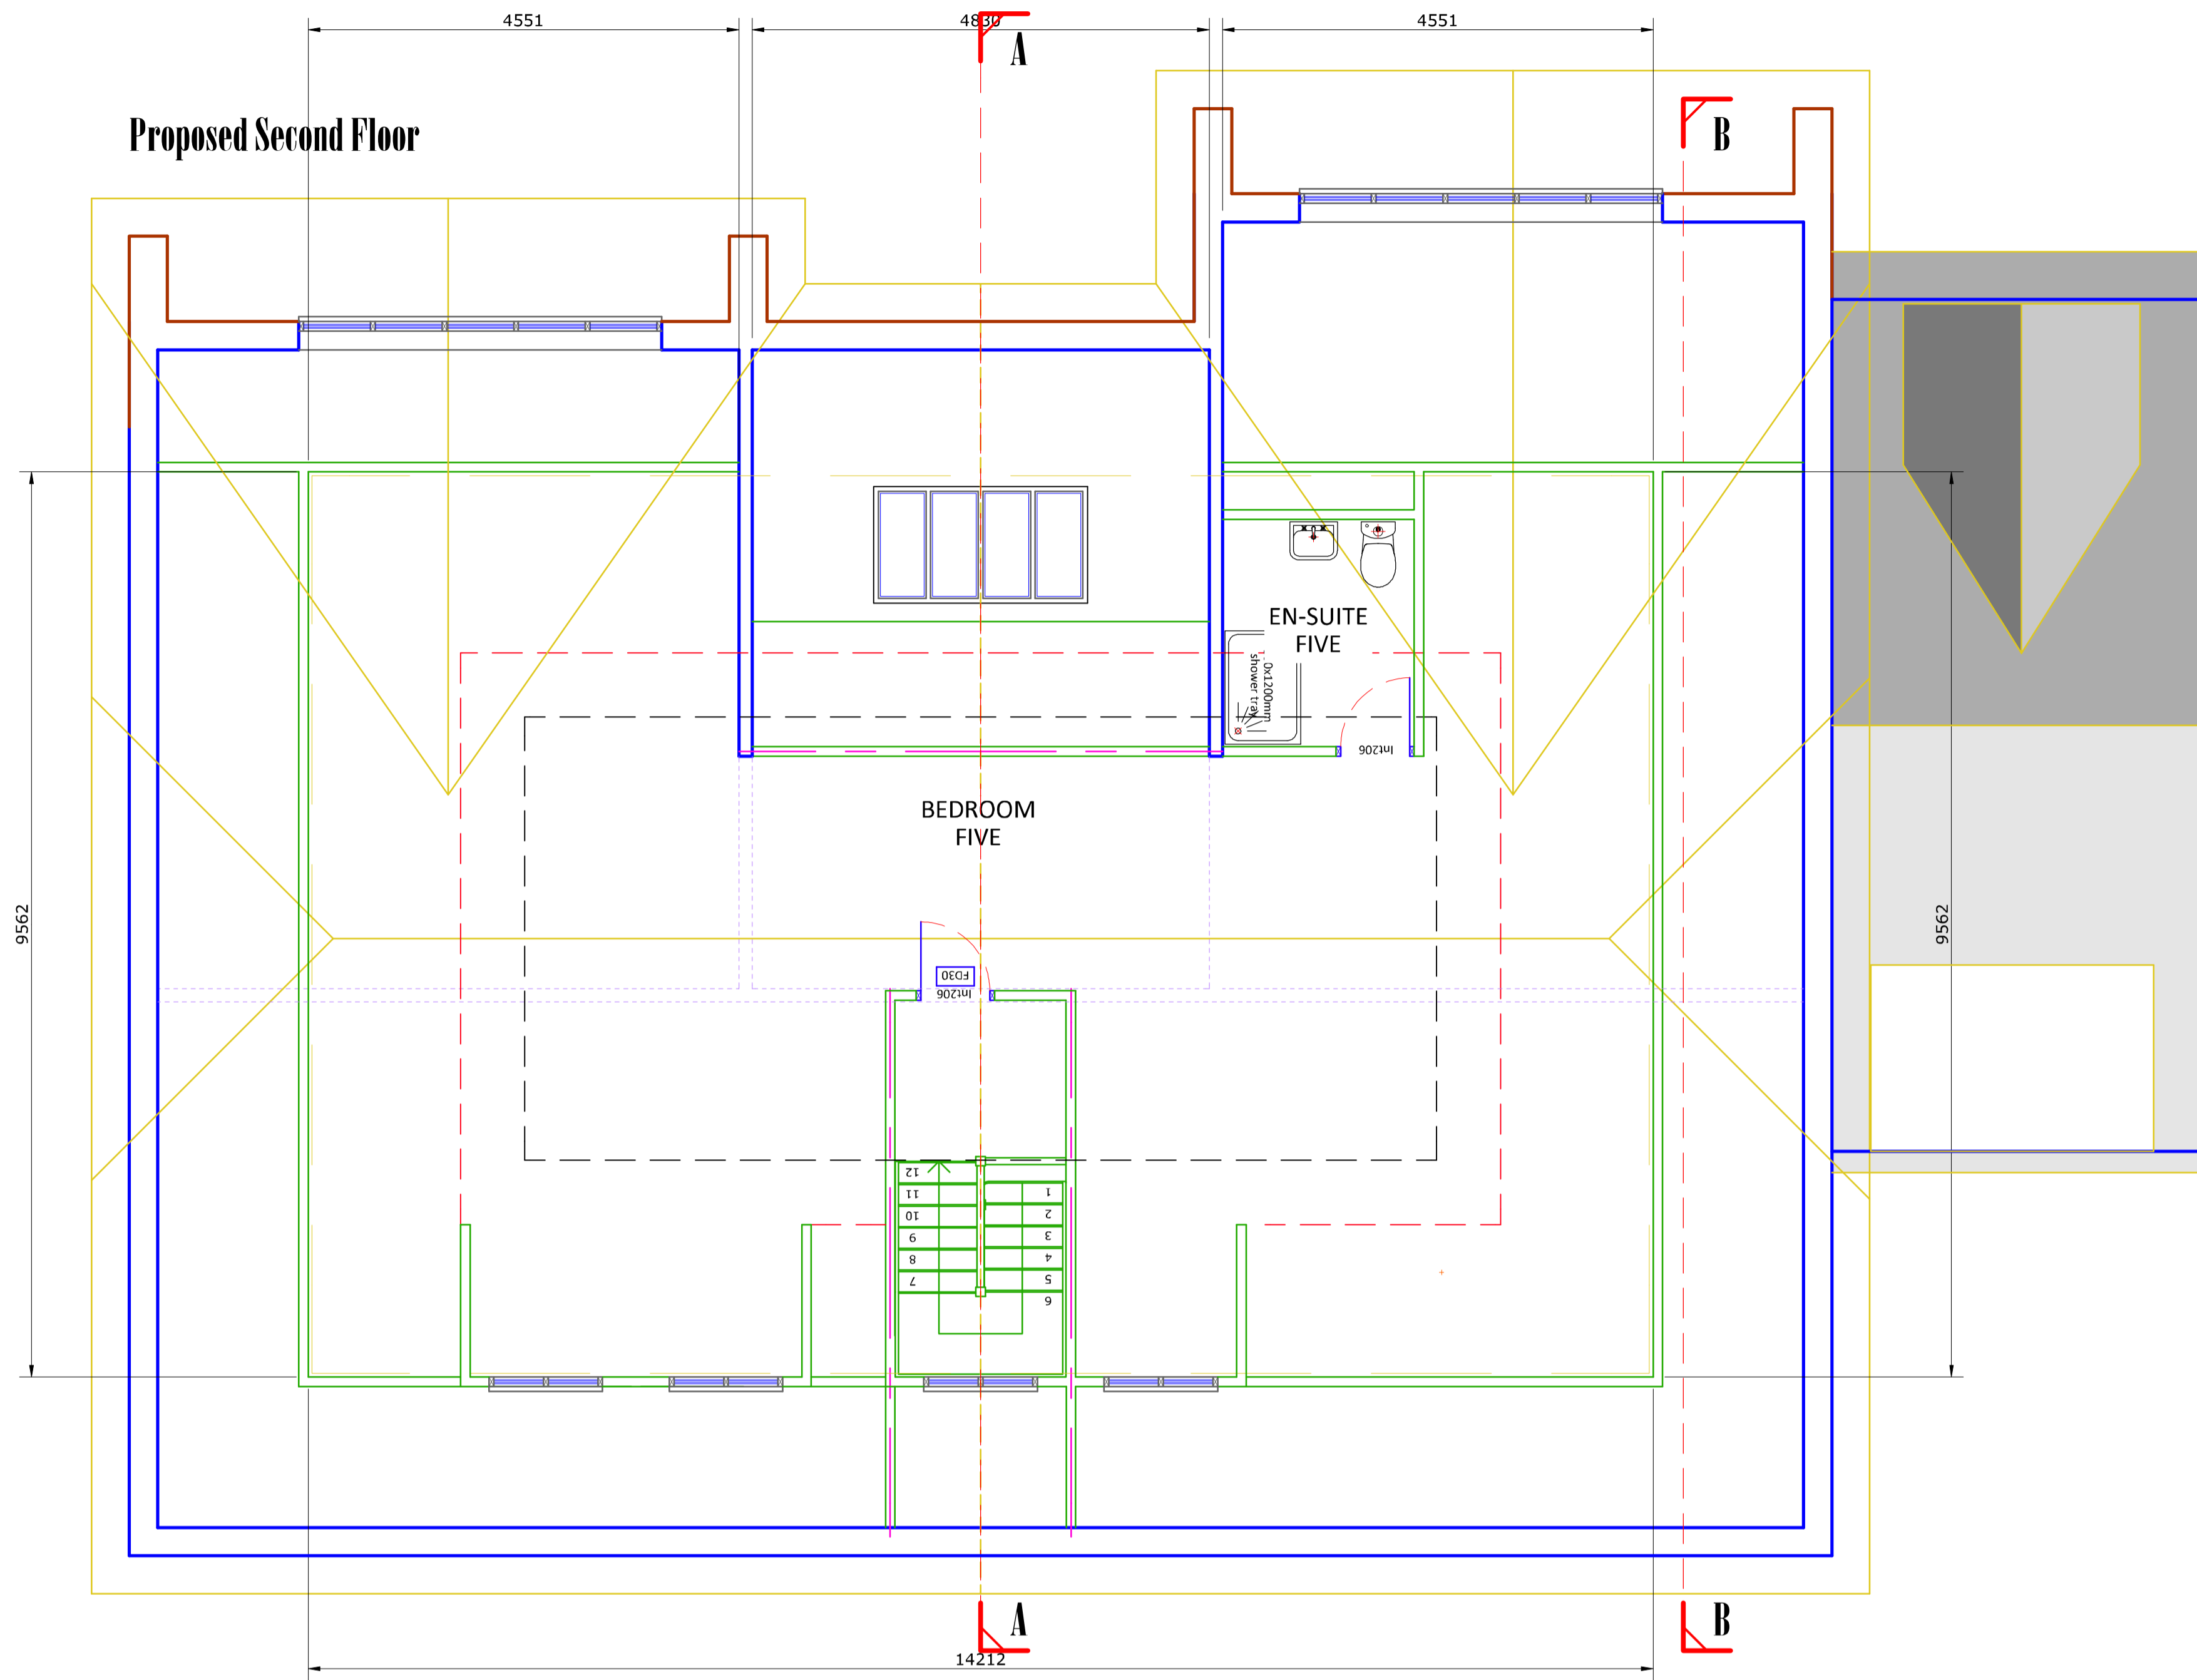 4551
4830
4551
A
B
Proposed Second Floor
EN-SUITE
FIVE
0x1200mm
shower tray
Int206
BEDROOM
FIVE
9562
9562
FD30
Int206
12
11
10
9
8
7
1
2
3
4
5
6
A
B
14212